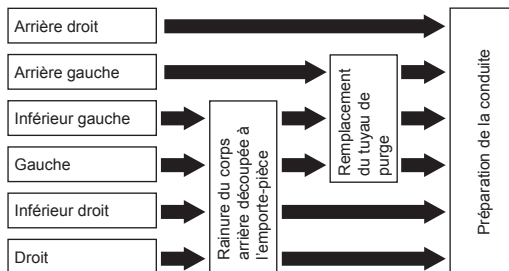 Arrière droit
Arrière gauche
Inférieur gauche
Gauche
Inférieur droit
Droit
Rainure du corps
arrière découpée à
l'emporte-pièce
Remplacement
du tuyau de
purge
Préparation de la conduite